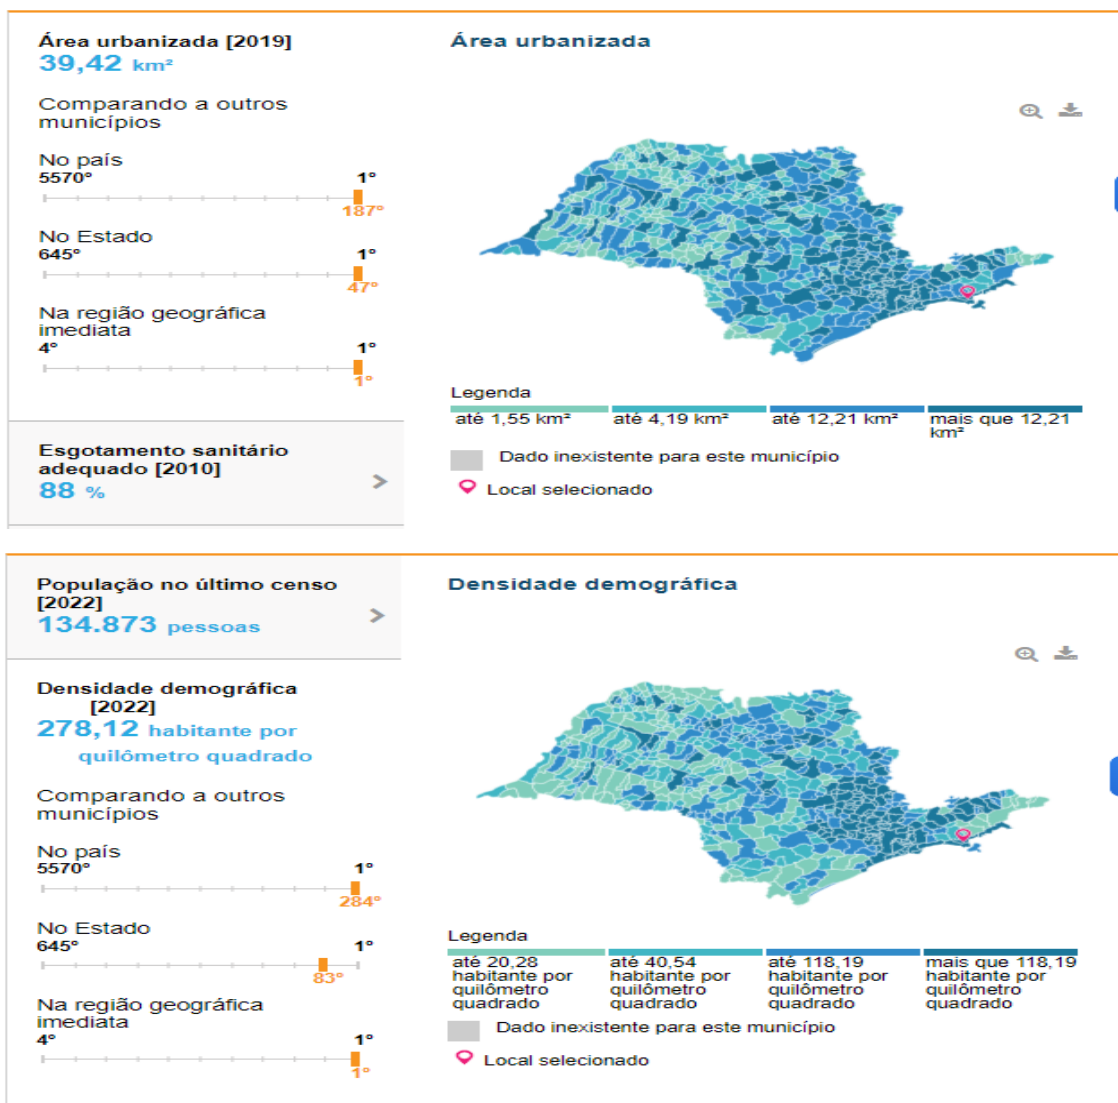 Área urbanizada [2019]
39,42 km²
Comparando a outros
municípios
No país
5570º
1º
187º
No Estado
645º
1º
47º
Na região geográfica
imediata
4º
1º
1º
Esgotamento sanitário
adequado [2010]
88 %
>
Área urbanizada
Legenda
até 1,55 km²
até 4,19 km²
até 12,21 km²
mais que 12,21
km²
Dado inexistente para este município
Local selecionado
População no último censo
[2022]
134.873 pessoas
>
Densidade demográfica
[2022]
278,12 habitante por
quilômetro quadrado
Comparando a outros
municípios
No país
5570º
1º
284º
No Estado
645º
1º
83º
Na região geográfica
imediata
4º
1º
1º
Densidade demográfica
Legenda
até 20,28
habitante por
quilômetro
quadrado
até 40,54
habitante por
quilômetro
quadrado
até 118,19
habitante por
quilômetro
quadrado
mais que 118,19
habitante por
quilômetro
quadrado
Dado inexistente para este município
Local selecionado